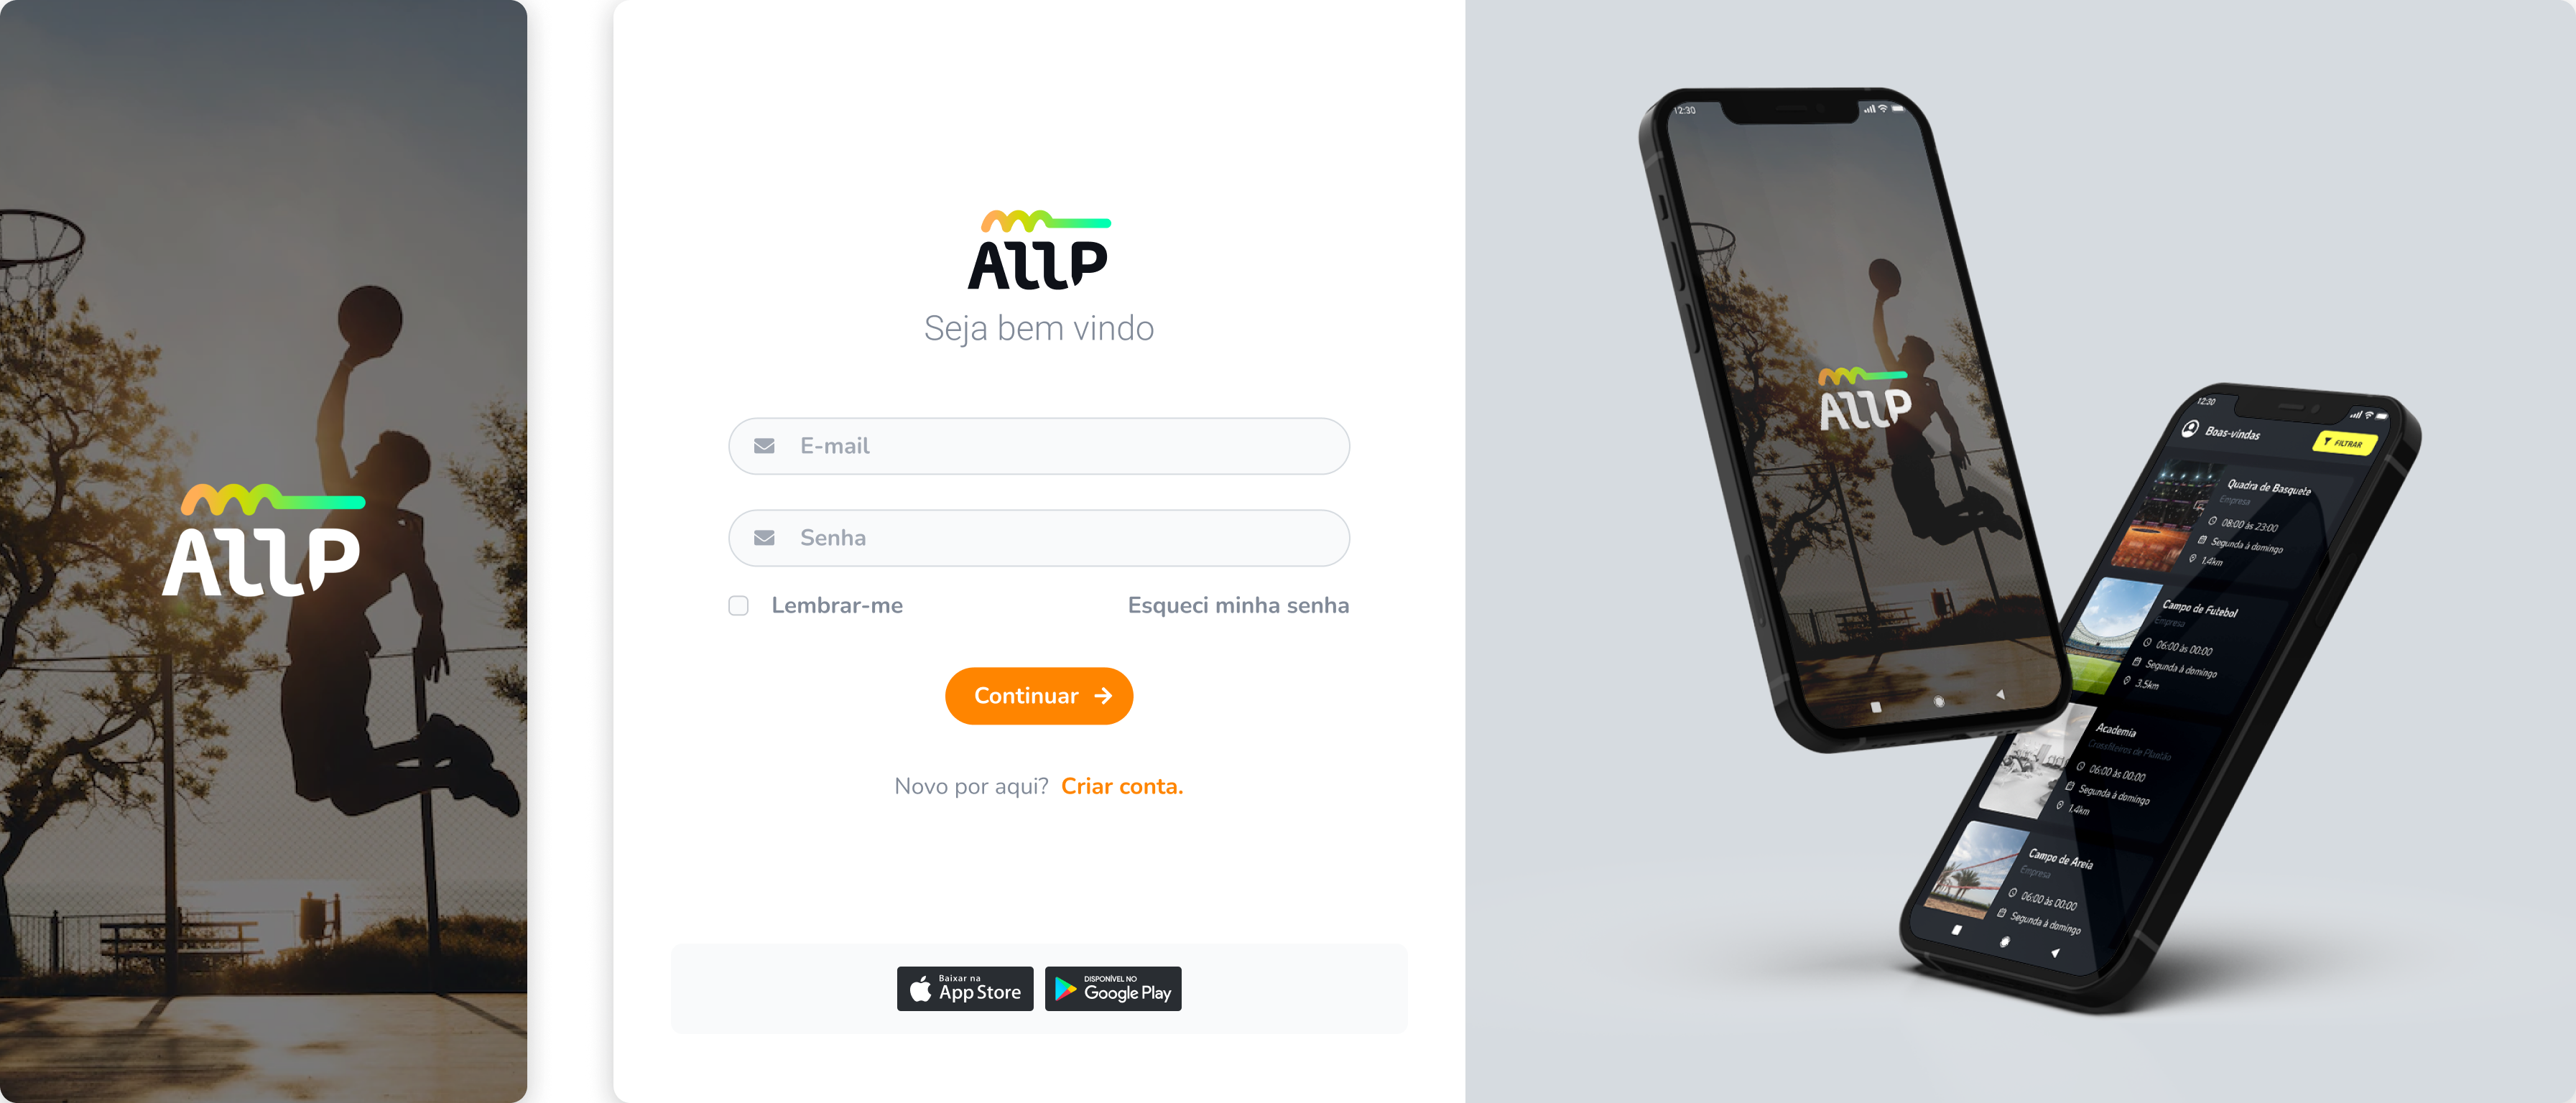 AllP
AllP
Seja bem vindo
E-mail
Senha
Lembrar-me
Esqueci minha senha
Continuar
Novo por aqui? Criar conta.
Baixar na
App Store
DISPONÍVEL NO
Google Play
12:30
AllP
12:30
Boas-vindas
FILTRAR
Quadra de Basquete
Empresa
08:00 às 23:00
Segunda à domingo
1.4km
Campo de Futebol
Empresa
06:00 às 00:00
Segunda à domingo
3.5km
Academia
Crossfiteiros de Plantão
06:00 às 00:00
Segunda à domingo
1.4km
Campo de Areia
Empresa
06:00 às 00:00
Segunda à domingo